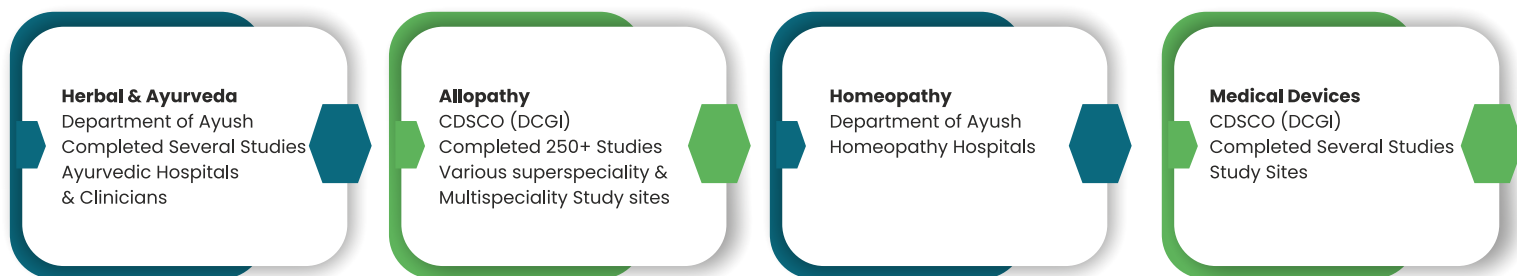 Herbal & Ayurveda
Department of Ayush
Completed Several Studies
Ayurvedic Hospitals
& Clinicians
Allopathy
CDSCO (DCGI)
Completed 250+ Studies
Various superspeciality &
Multispeciality Study sites
Homeopathy
Department of Ayush
Homeopathy Hospitals
Medical Devices
CDSCO (DCGI)
Completed Several Studies
Study Sites